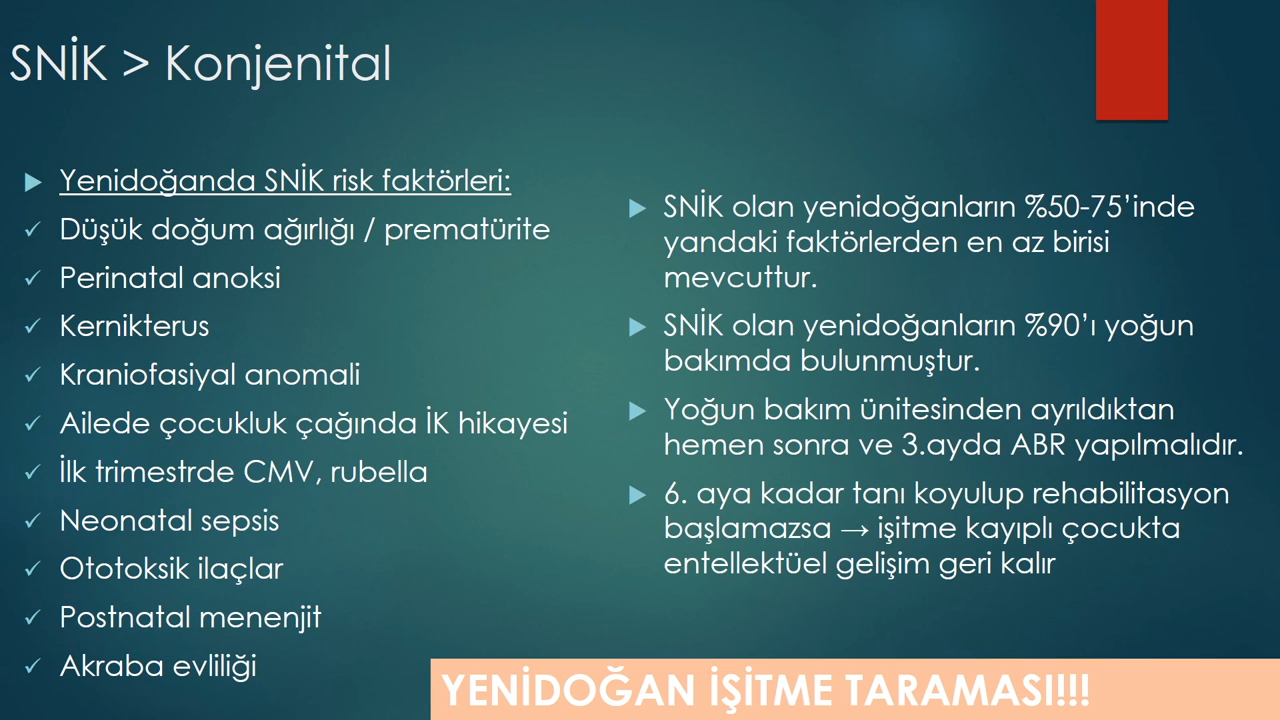 SNİK > Konjenital
Yenidoğanda SNİK risk faktörleri:
Düşük doğum ağırlığı / prematürite
Perinatal anoksi
Kernikterus
Kraniofasiyal anomali
Ailede çocukluk çağında İK hikayesi
İlk trimestrde CMV, rubella
Neonatal sepsis
Ototoksik ilaçlar
Postnatal menenjit
Akraba evliliği
SNİK olan yenidoğanların %50-75’inde
yandaki faktörlerden en az birisi
mevcuttur.
SNİK olan yenidoğanların %90’ı yoğun
bakımda bulunmuştur.
Yoğun bakım ünitesinden ayrıldıktan
hemen sonra ve 3.ayda ABR yapılmalıdır.
6. aya kadar tanı koyulup rehabilitasyon
başlamazsa → işitme kayıplı çocukta
entellektüel gelişim geri kalır
YENİDOĞAN İŞİTME TARAMASI!!!